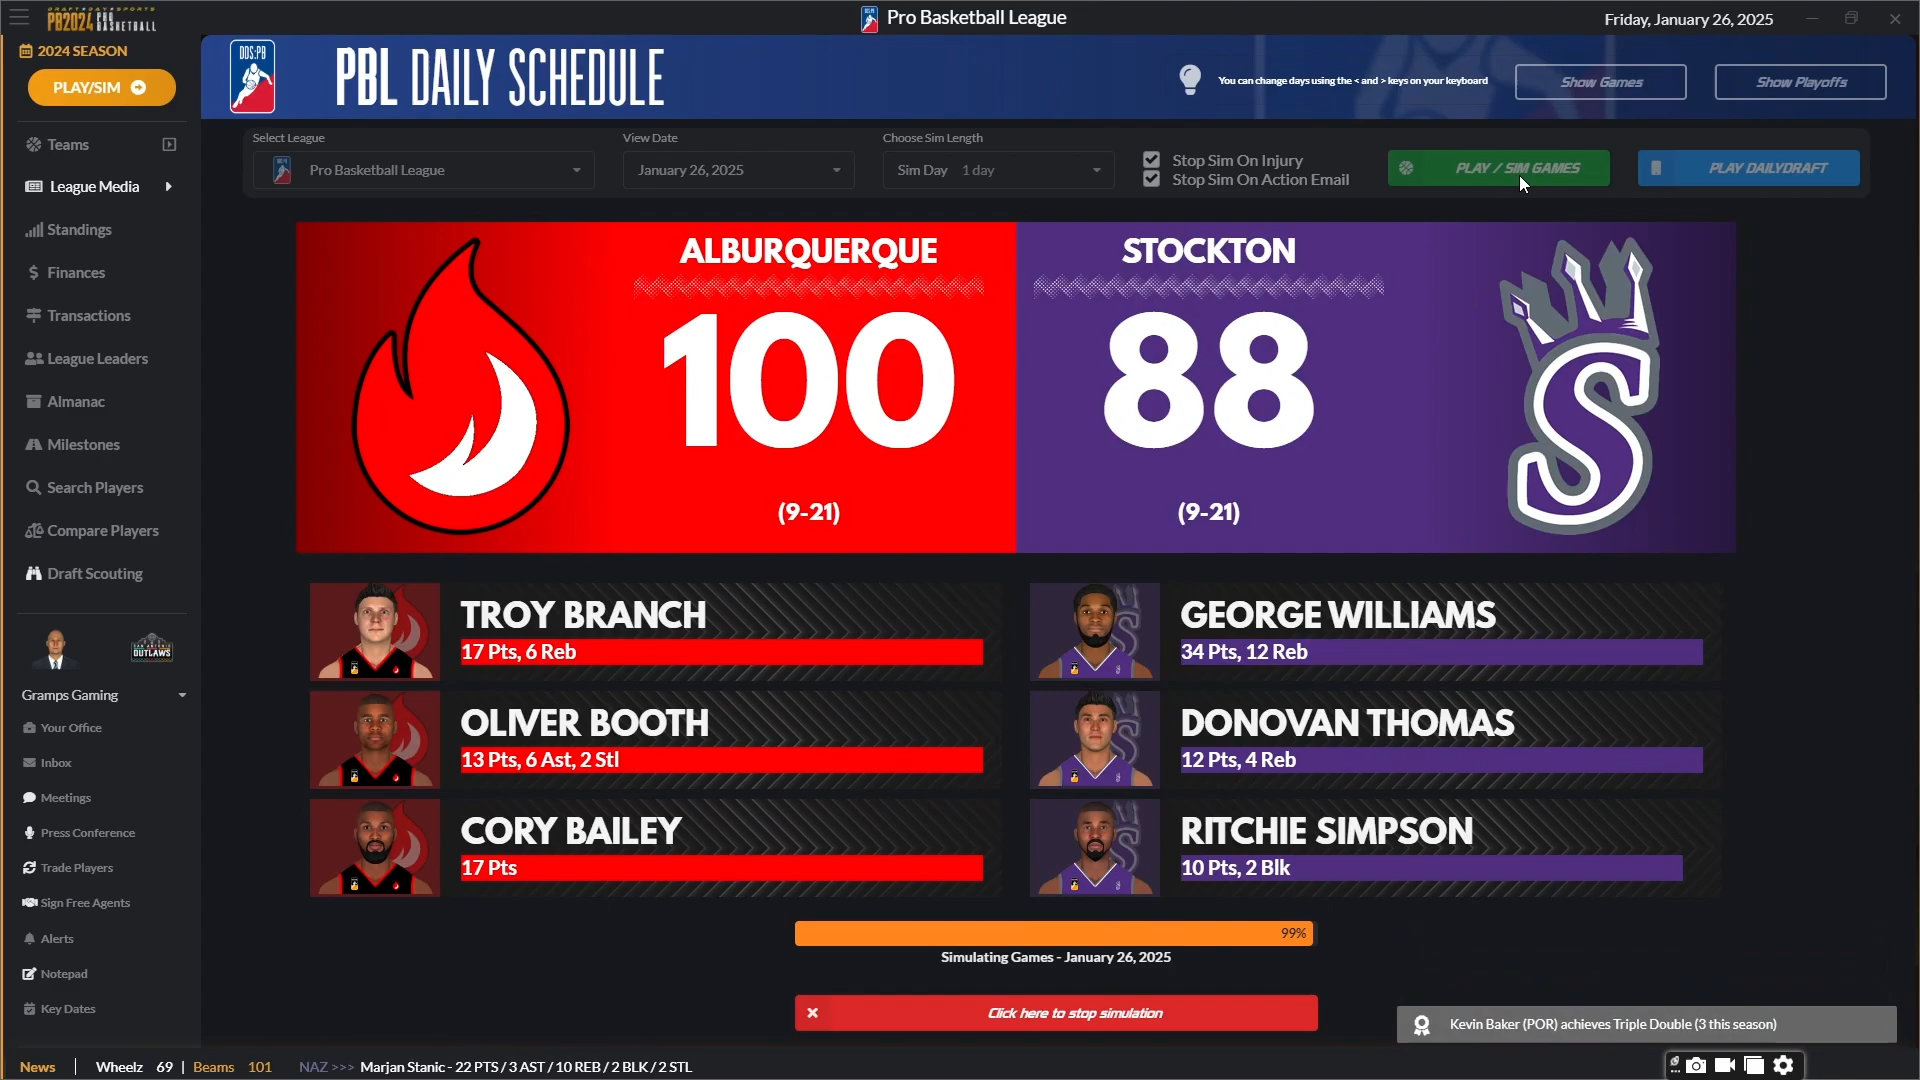 DRAFT DAY SPORTS
PB2024 PRO BASKETBALL
Pro Basketball League
Friday, January 26, 2025
2024 SEASON
PLAY/SIM
DDS:PB
PBL DAILY SCHEDULE
You can change days using the < and > keys on your keyboard
Show Games
Show Playoffs
Teams
League Media
Standings
Finances
Transactions
League Leaders
Almanac
Milestones
Search Players
Compare Players
Draft Scouting
OUTLAWS
Gramps Gaming
Your Office
Inbox
Meetings
Press Conference
Trade Players
Sign Free Agents
Alerts
Notepad
Key Dates
Select League
Pro Basketball League
View Date
January 26, 2025
Choose Sim Length
Sim Day 1 day
Stop Sim On Injury
Stop Sim On Action Email
PLAY / SIM GAMES
PLAY DAILYDRAFT
ALBURQUERQUE
100
(9-21)
STOCKTON
88
(9-21)
S
TROY BRANCH
17 Pts, 6 Reb
OLIVER BOOTH
13 Pts, 6 Ast, 2 Stl
CORY BAILEY
17 Pts
GEORGE WILLIAMS
34 Pts, 12 Reb
DONOVAN THOMAS
12 Pts, 4 Reb
RITCHIE SIMPSON
10 Pts, 2 Blk
99%
Simulating Games - January 26, 2025
Click here to stop simulation
Kevin Baker (POR) achieves Triple Double (3 this season)
News | Wheelz 69 | Beams 101 NAZ >>> Marjan Stanic - 22 PTS / 3 AST / 10 REB / 2 BLK / 2 STL